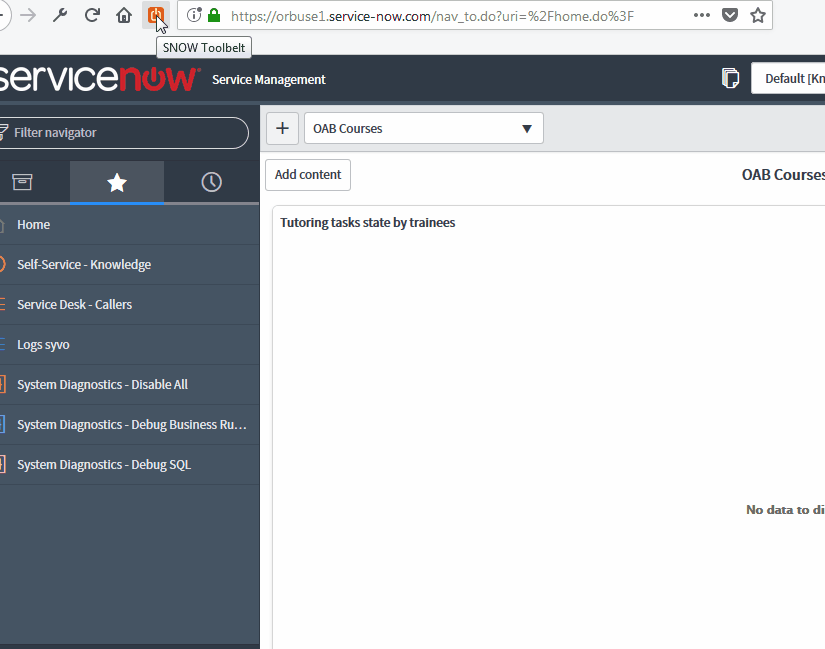 https://orbuse1.service-now.com/nav_to.do?uri=%2Fhome.do%3F
SNOW Toolbelt
servicenow Service Management
Default [Kn
Filter navigator
OAB Courses
Add content
OAB Courses
Tutoring tasks state by trainees
Home
Self-Service - Knowledge
Service Desk - Callers
Logs syvo
System Diagnostics - Disable All
System Diagnostics - Debug Business Ru...
System Diagnostics - Debug SQL
No data to di